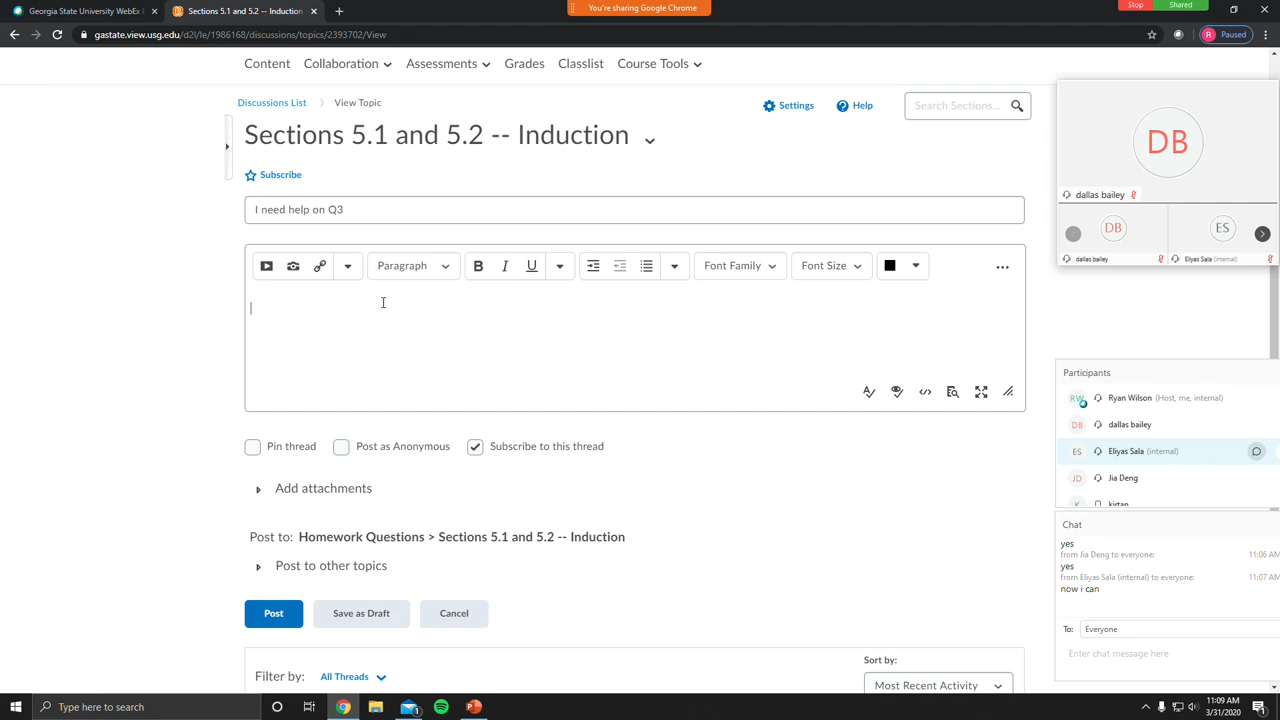 Georgia State University WebEx
Sections 5.1 and 5.2 -- Induction
You're sharing Google Chrome
Stop
Shared
gastate.view.usg.edu/d2l/le/1986168/discussions/topics/2393702/View
R
Paused
Content
Collaboration
Assessments
Grades
Classlist
Course Tools
Discussions List
View Topic
Settings
Help
Search Sections...
Sections 5.1 and 5.2 -- Induction
Subscribe
I need help on Q3
Paragraph
B
I
U
Font Family
Font Size
Pin thread
Post as Anonymous
Subscribe to this thread
Add attachments
Post to: Homework Questions > Sections 5.1 and 5.2 -- Induction
Post to other topics
Post
Save as Draft
Cancel
Filter by:
All Threads
Sort by:
Most Recent Activity
DB
dallas bailey
DB
ES
dallas bailey
Eliyas Sala (internal)
Participants
RW
Ryan Wilson (Host, me, internal)
DB
dallas bailey
ES
Eliyas Sala (internal)
JD
Jia Deng
K
kirtan
Chat
yes
from Jia Deng to everyone:
11:06 AM
yes
from Eliyas Sala (internal) to everyone:
11:07 AM
now i can
To:
Everyone
Enter chat message here
Type here to search
11:09 AM
3/31/2020
1
1